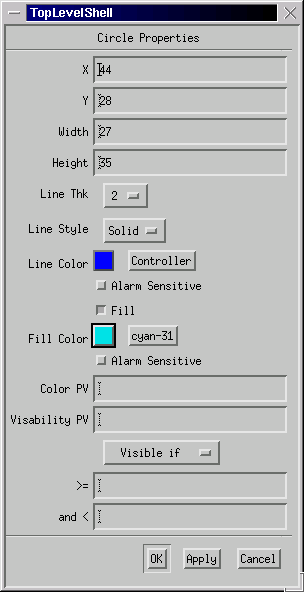 TopLevelShell
Circle Properties
X 44
Y 28
Width 27
Height 35
Line Thk 2
Line Style Solid
Line Color Controller
Alarm Sensitive
Fill
Fill Color cyan-31
Alarm Sensitive
Color PV
Visability PV
Visible if
>=
and <
OK Apply Cancel